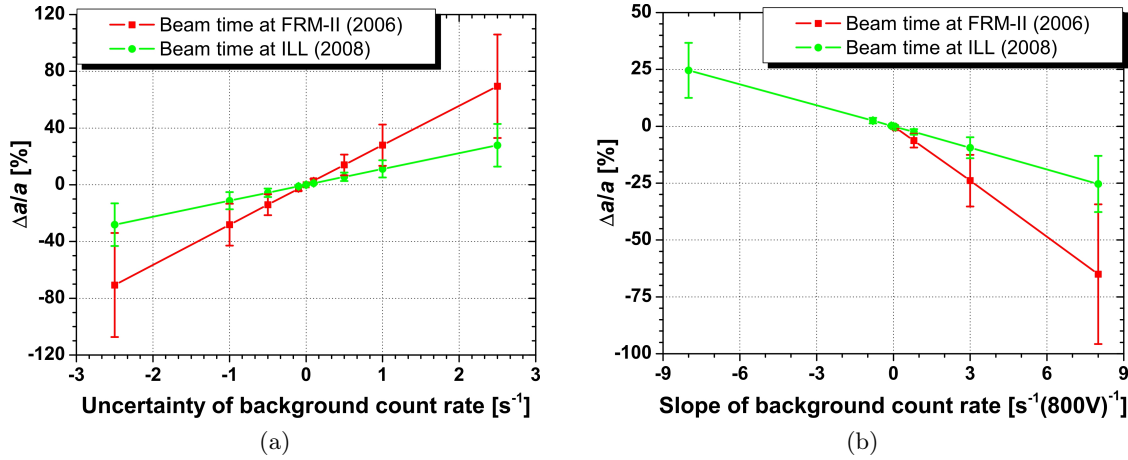 Beam time at FRM-II (2006)
Beam time at ILL (2008)
120
80
40
0
-40
-80
-120
Δa/a [%]
-3 -2 -1 0 1 2 3
Uncertainty of background count rate [s⁻¹]
(a)
Beam time at FRM-II (2006)
Beam time at ILL (2008)
50
25
0
-25
-50
-75
-100
Δa/a [%]
-9 -6 -3 0 3 6 9
Slope of background count rate [s⁻¹(800V)⁻¹]
(b)